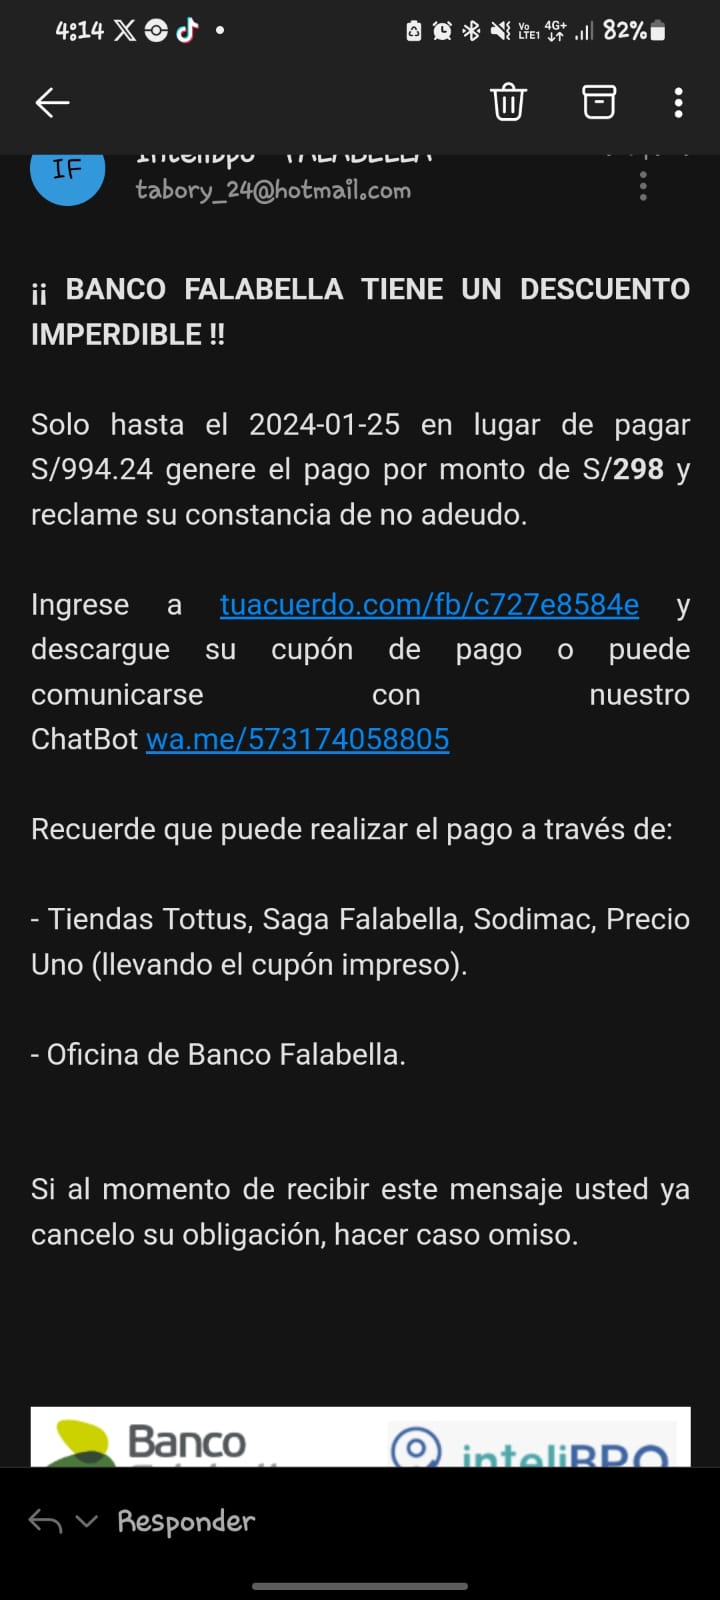 4:14
Vo LTE1 4G+ 82%
IF
tabory_24@hotmail.com
¡¡ BANCO FALABELLA TIENE UN DESCUENTO
IMPERDIBLE !!
Solo hasta el 2024-01-25 en lugar de pagar
S/994.24 genere el pago por monto de S/298 y
reclame su constancia de no adeudo.
Ingrese a tuacuerdo.com/fb/c727e8584e y
descargue su cupón de pago o puede
comunicarse con nuestro
ChatBot wa.me/573174058805
Recuerde que puede realizar el pago a través de:
- Tiendas Tottus, Saga Falabella, Sodimac, Precio
Uno (llevando el cupón impreso).
- Oficina de Banco Falabella.
Si al momento de recibir este mensaje usted ya
cancelo su obligación, hacer caso omiso.
Banco
inteliBPO
Responder